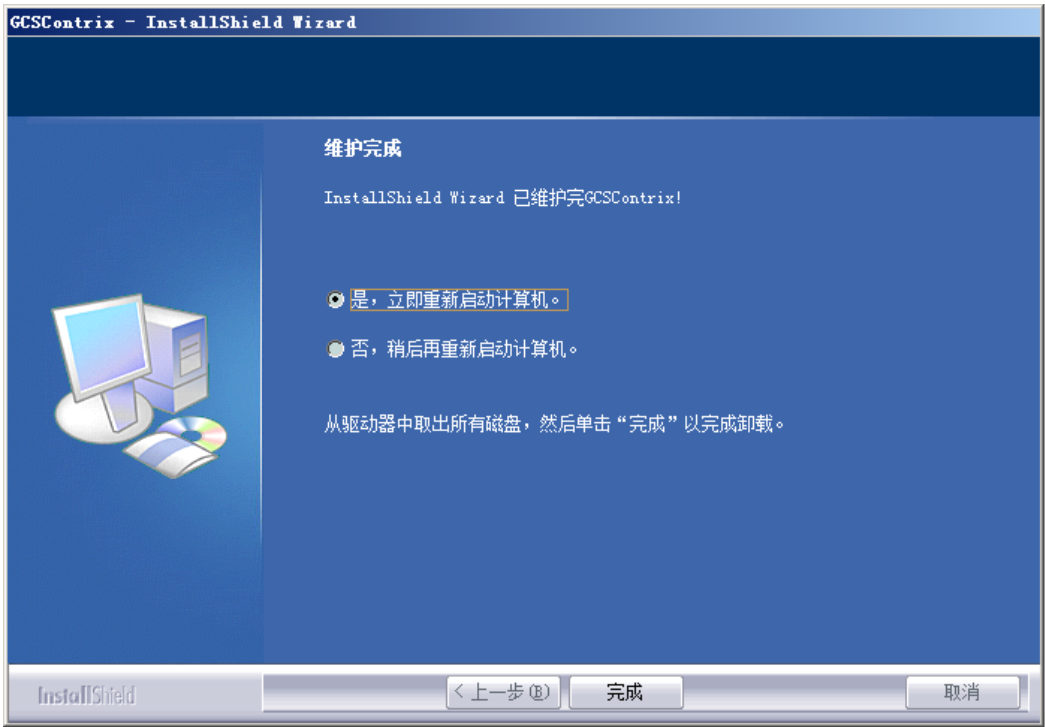 GCSContrix - InstallShield Wizard
维护完成
InstallShield Wizard 已维护完GCSContrix!
是，立即重新启动计算机。
否，稍后再重新启动计算机。
从驱动器中取出所有磁盘，然后单击“完成”以完成卸载。
InstallShield
< 上一步(B)
完成
取消